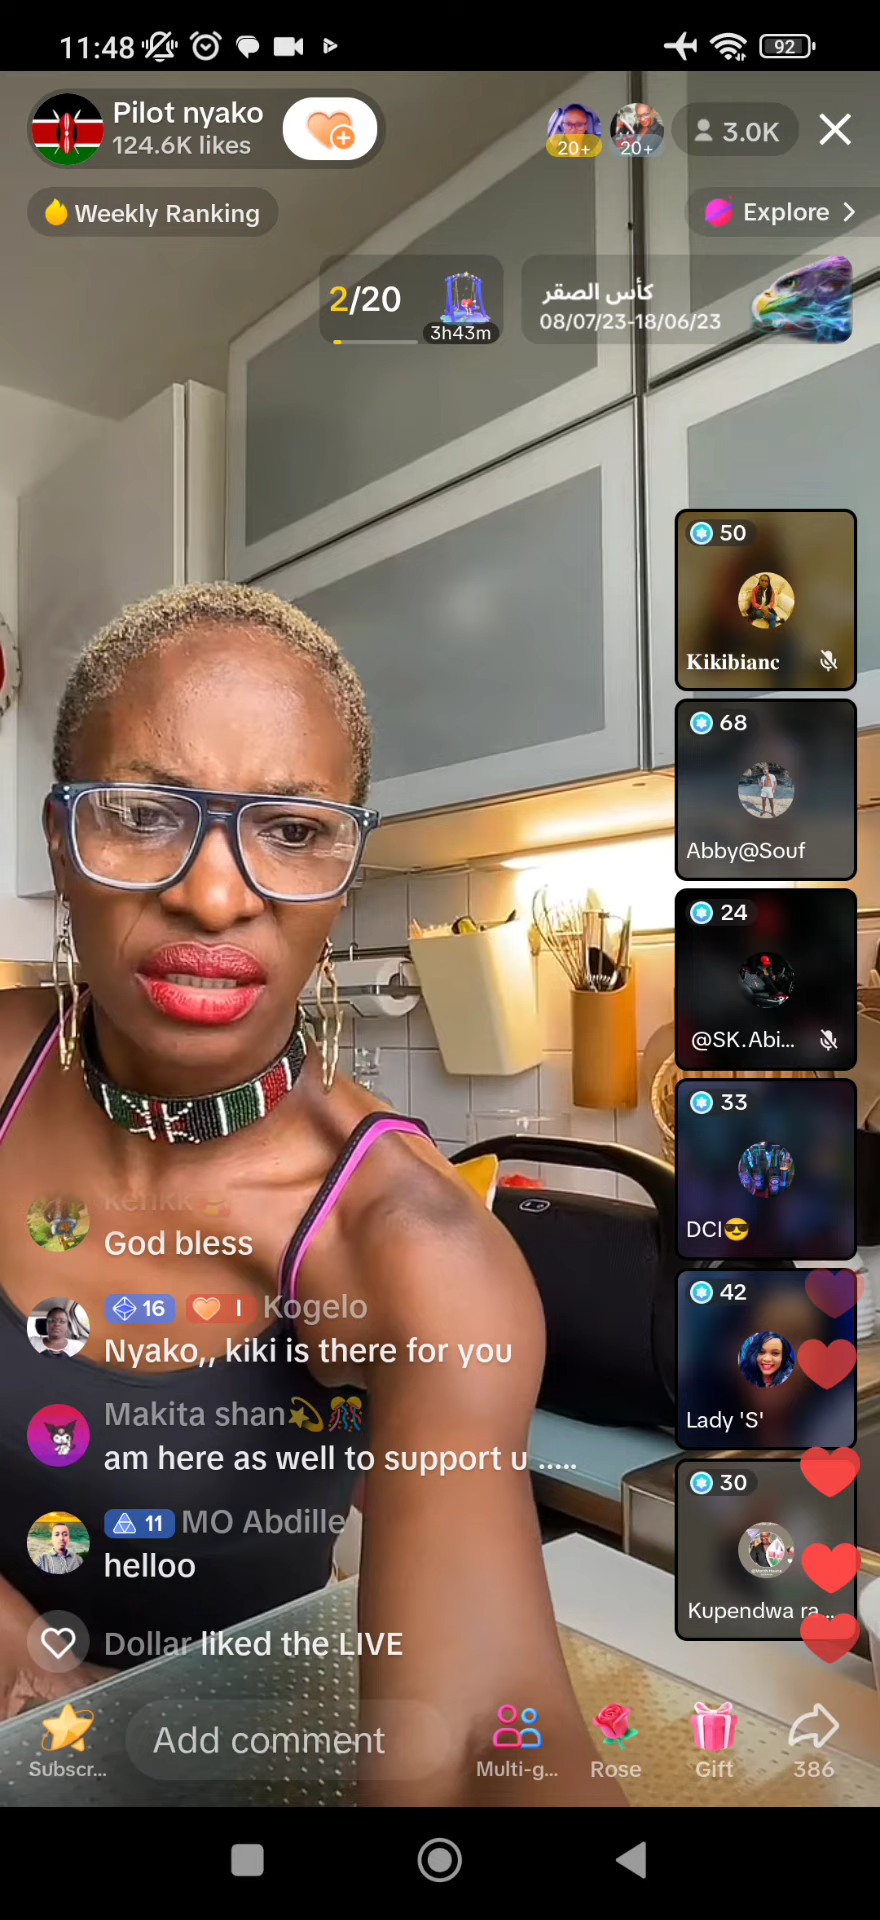 11:48
92
Pilot nyako
124.6K likes
20+
20+
3.0K
Weekly Ranking
Explore
2/20
3h43m
كأس الصقر
08/07/23-18/06/23
50
Kikibianc
68
Abby@Souf
24
@SK.Abi...
33
DCI😎
42
Lady 'S'
30
Kupendwa ra...
kenkk
God bless
16 I Kogelo
Nyako,, kiki is there for you
Makita shan💫🎊
am here as well to support u .....
11 MO Abdille
helloo
Dollar liked the LIVE
Subscr...
Add comment
Multi-g...
Rose
Gift
386